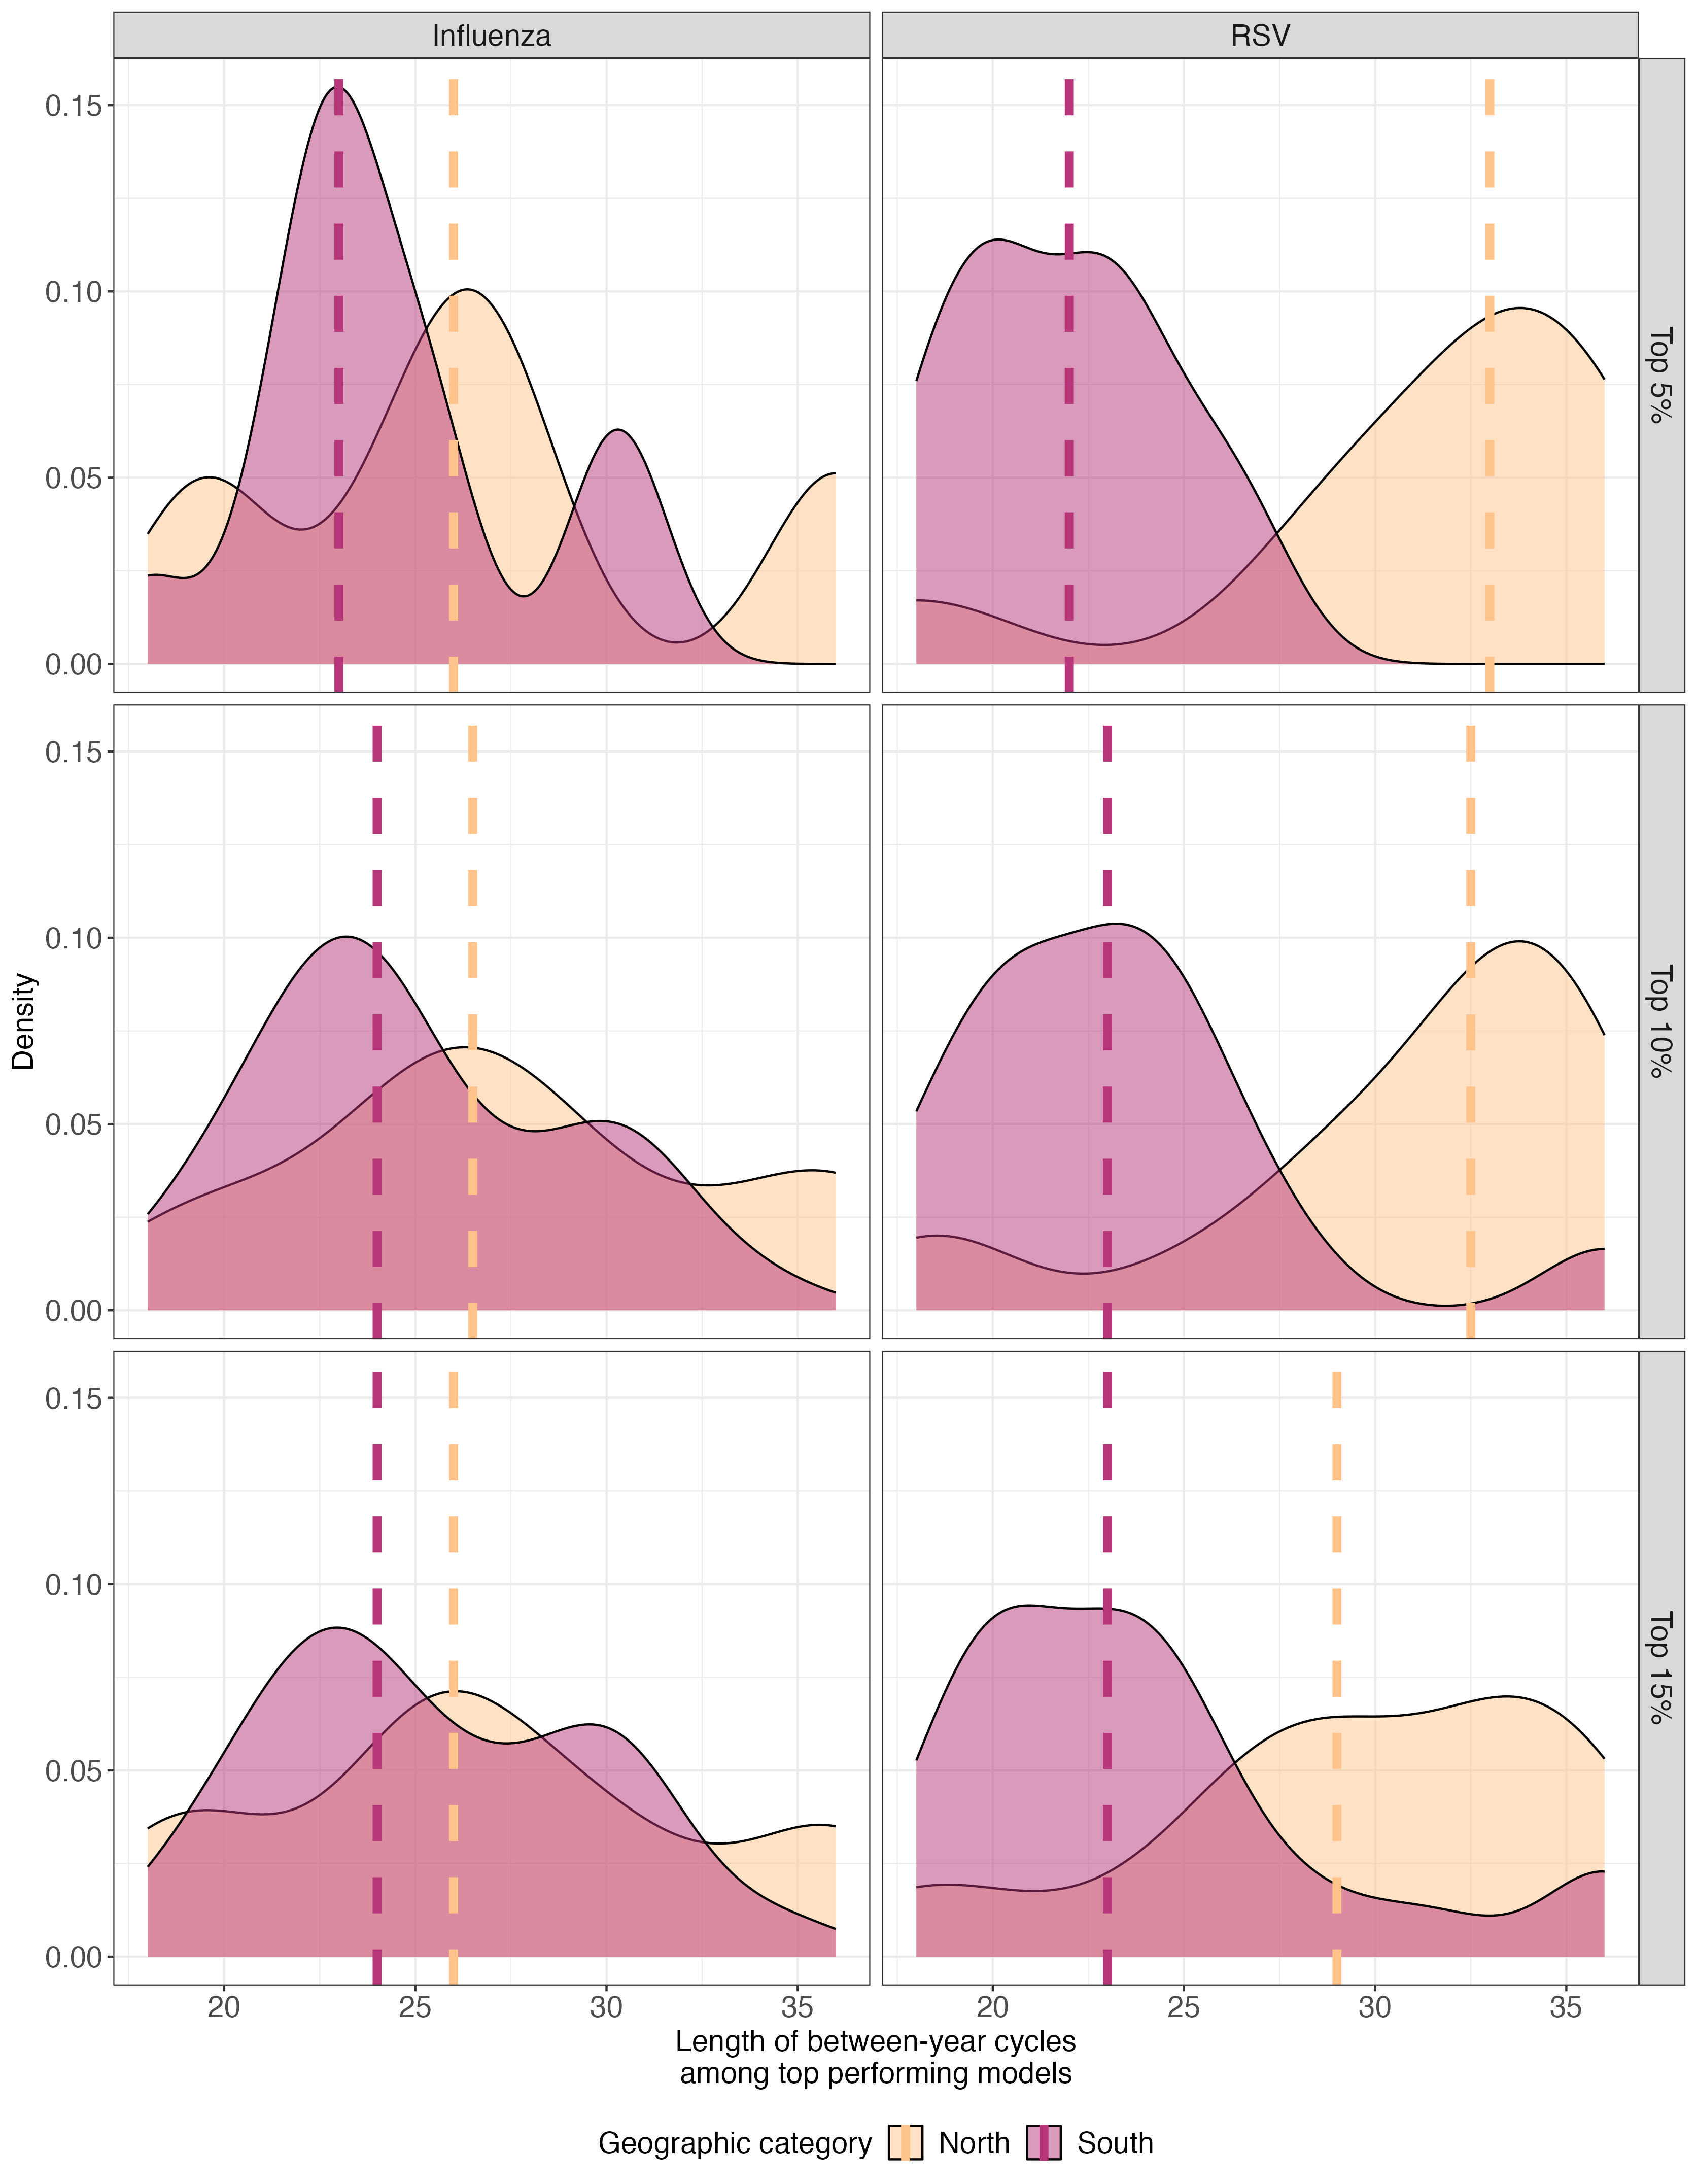 Influenza
RSV
0.15
0.10
0.05
0.00
Top 5%
0.15
0.10
0.05
0.00
Top 10%
Density
0.15
0.10
0.05
0.00
Top 15%
20 25 30 35
20 25 30 35
Length of between-year cycles
among top performing models
Geographic category North South